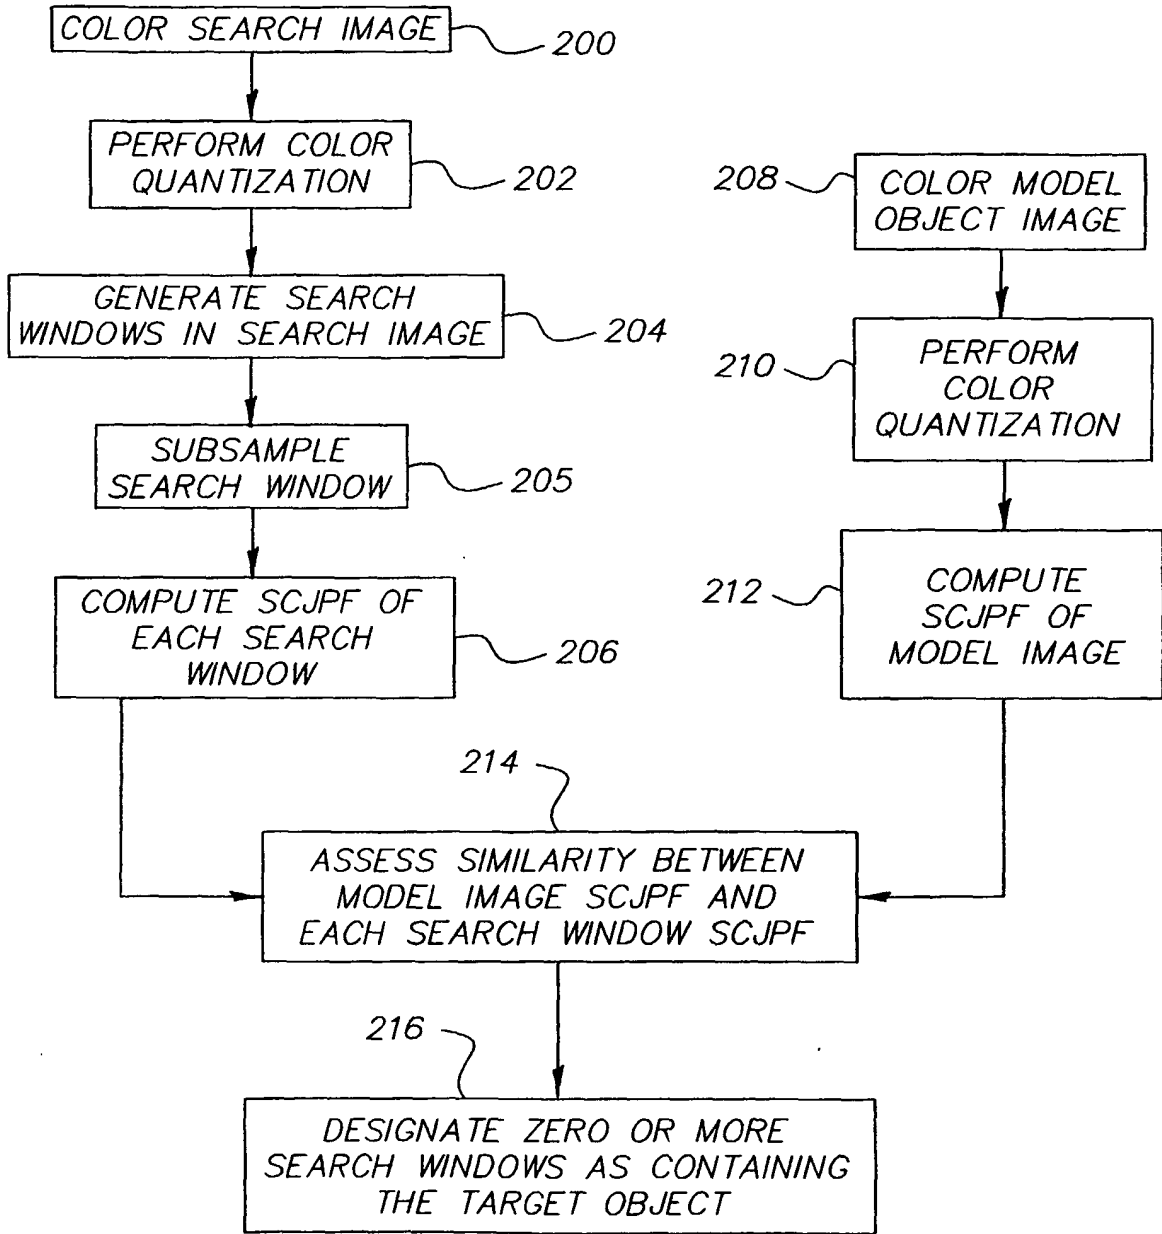 COLOR SEARCH IMAGE
200
PERFORM COLOR
QUANTIZATION
202
GENERATE SEARCH
WINDOWS IN SEARCH IMAGE
204
SUBSAMPLE
SEARCH WINDOW
205
COMPUTE SCJPF OF
EACH SEARCH
WINDOW
206
208
COLOR MODEL
OBJECT IMAGE
210
PERFORM
COLOR
QUANTIZATION
212
COMPUTE
SCJPF OF
MODEL IMAGE
214
ASSESS SIMILARITY BETWEEN
MODEL IMAGE SCJPF AND
EACH SEARCH WINDOW SCJPF
216
DESIGNATE ZERO OR MORE
SEARCH WINDOWS AS CONTAINING
THE TARGET OBJECT